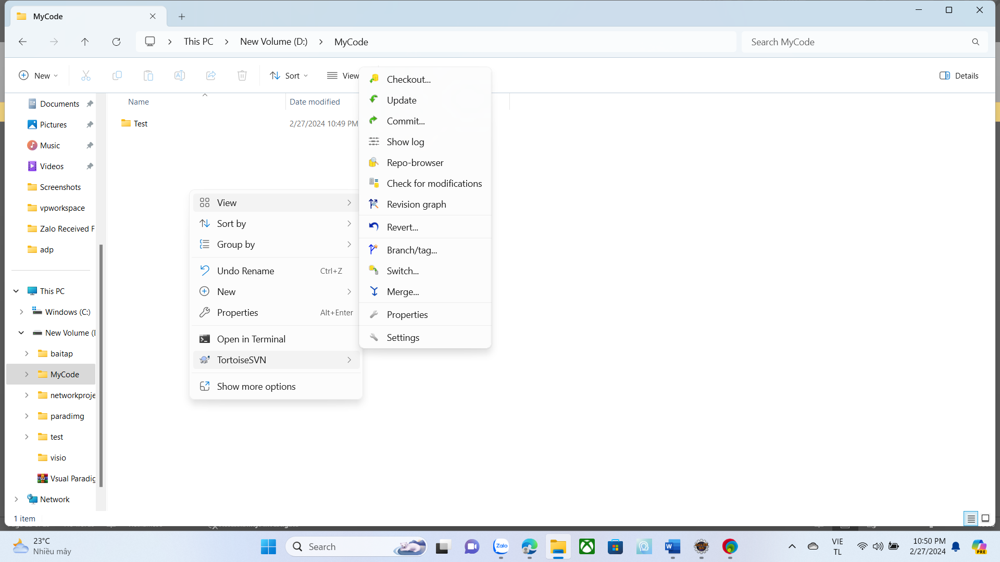 MyCode
This PC
New Volume (D:)
MyCode
Search MyCode
New
Sort
View
Details
Name
Date modified
Test
2/27/2024 10:49 PM
Documents
Pictures
Music
Videos
Screenshots
vpworkspace
Zalo Received F
adp
This PC
Windows (C:)
New Volume (I
baitap
MyCode
networkproje
paradimg
test
visio
Vsual Paradig
Network
1 item
View
Sort by
Group by
Undo Rename Ctrl+Z
New
Properties Alt+Enter
Open in Terminal
TortoiseSVN
Show more options
Checkout...
Update
Commit...
Show log
Repo-browser
Check for modifications
Revision graph
Revert...
Branch/tag...
Switch...
Merge...
Properties
Settings
23°C
Nhiều mây
Search
Zalo
VIE
TL
10:50 PM
2/27/2024
PRE